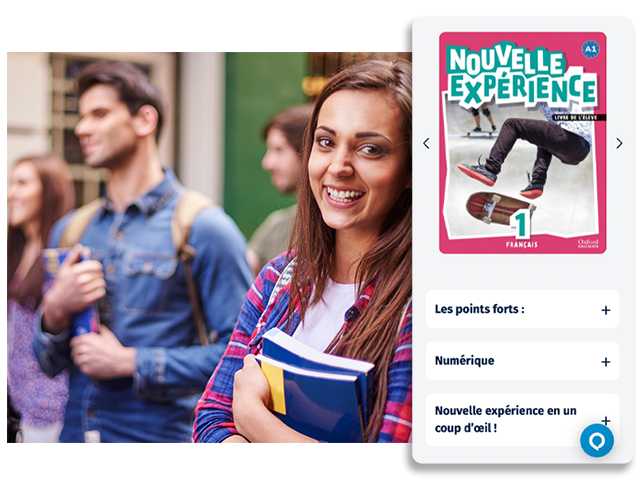 NOUVELLE
A1
EXPÉRIENCE
LIVRE DE L'ÉLÈVE
1
FRANÇAIS
Oxford
EDUCATION
Les points forts :
Numérique
Nouvelle expérience en un
coup d'œil !